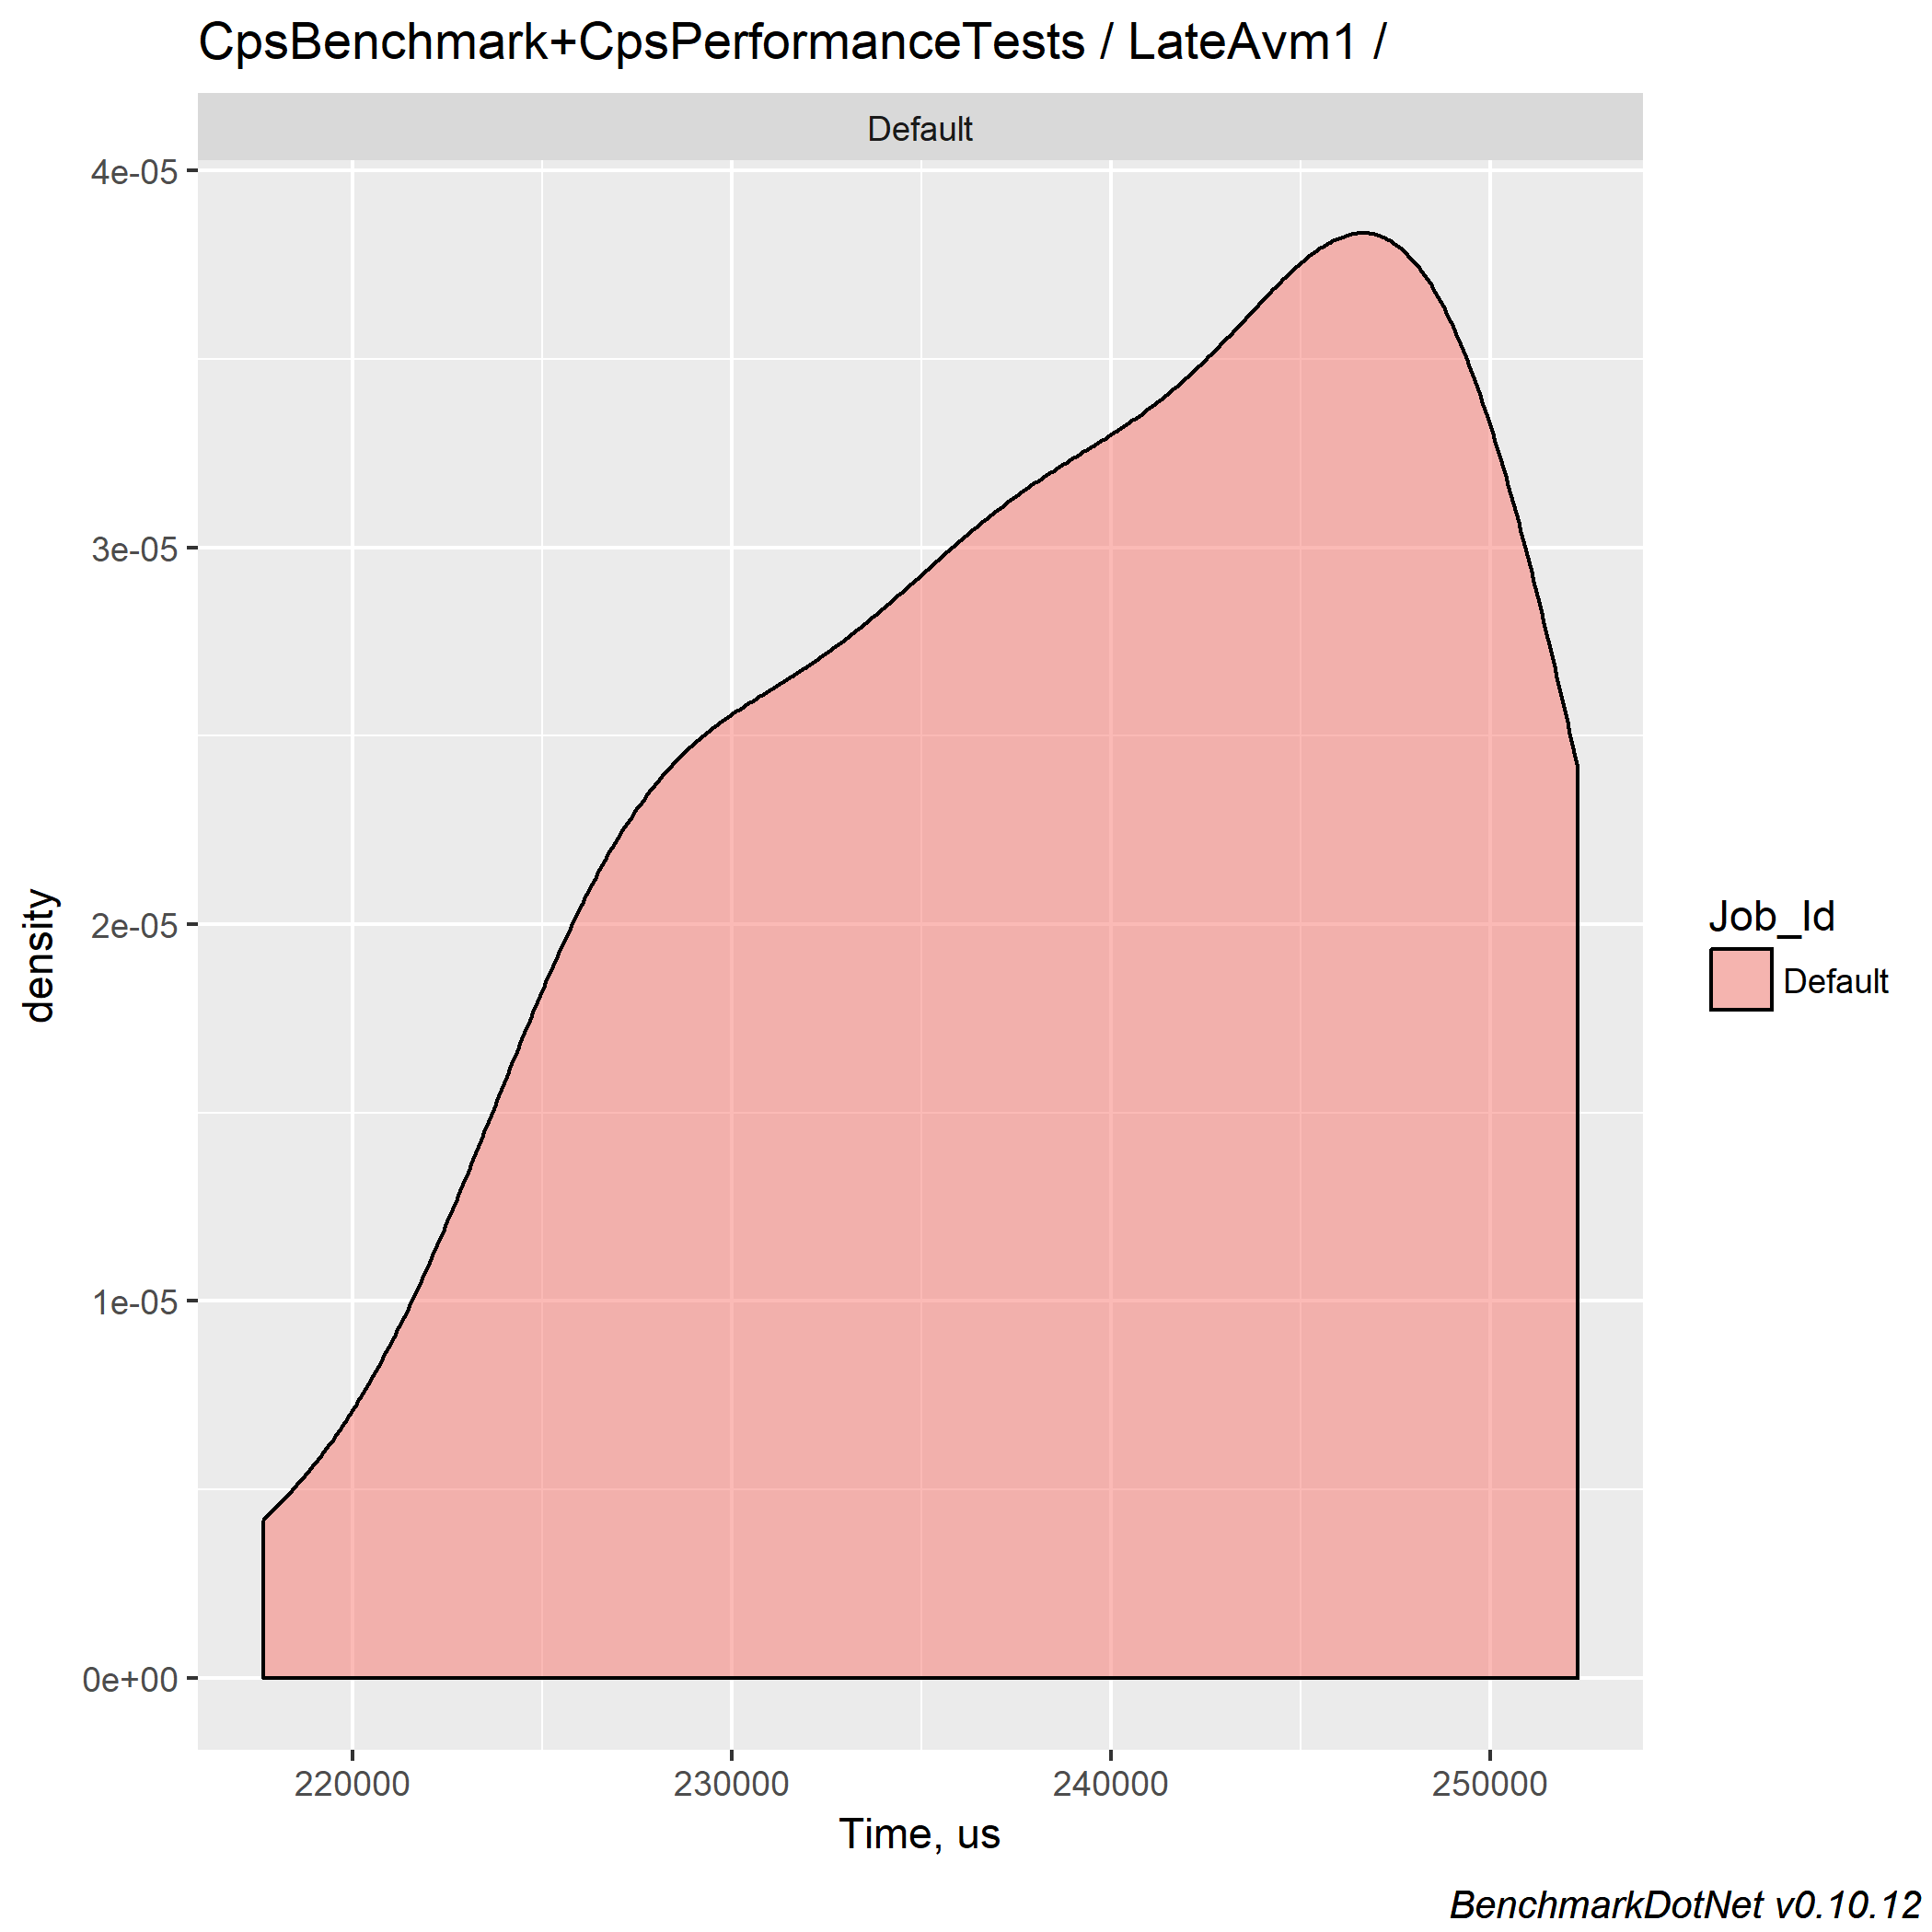 CpsBenchmark+CpsPerformanceTests / LateAvm1 /
Default
4e-05
3e-05
2e-05
1e-05
0e+00
density
220000 230000 240000 250000
Time, us
Job_Id
Default
BenchmarkDotNet v0.10.12